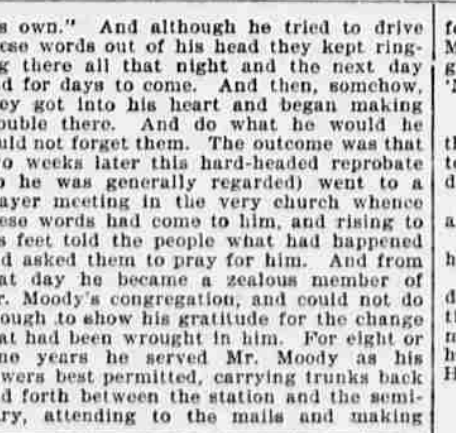 s own." And although he tried to drive
ese words out of his head they kept ring-
g there all that night and the next day
d for days to come. And then, somehow,
ey got into his heart and began making
ouble there. And do what he would he
uld not forget them. The outcome was that
o weeks later this hard-headed reprobate
o he was generally regarded) went to a
ayer meeting in the very church whence
ese words had come to him, and rising to
s feet told the people what had happened
d asked them to pray for him. And from
at day he became a zealous member of
r. Moody's congregation, and could not do
ough to show his gratitude for the change
at had been wrought in him. For eight or
ne years he served Mr. Moody as his
wers best permitted, carrying trunks back
d forth between the station and the semi-
ary, attending to the mails and making